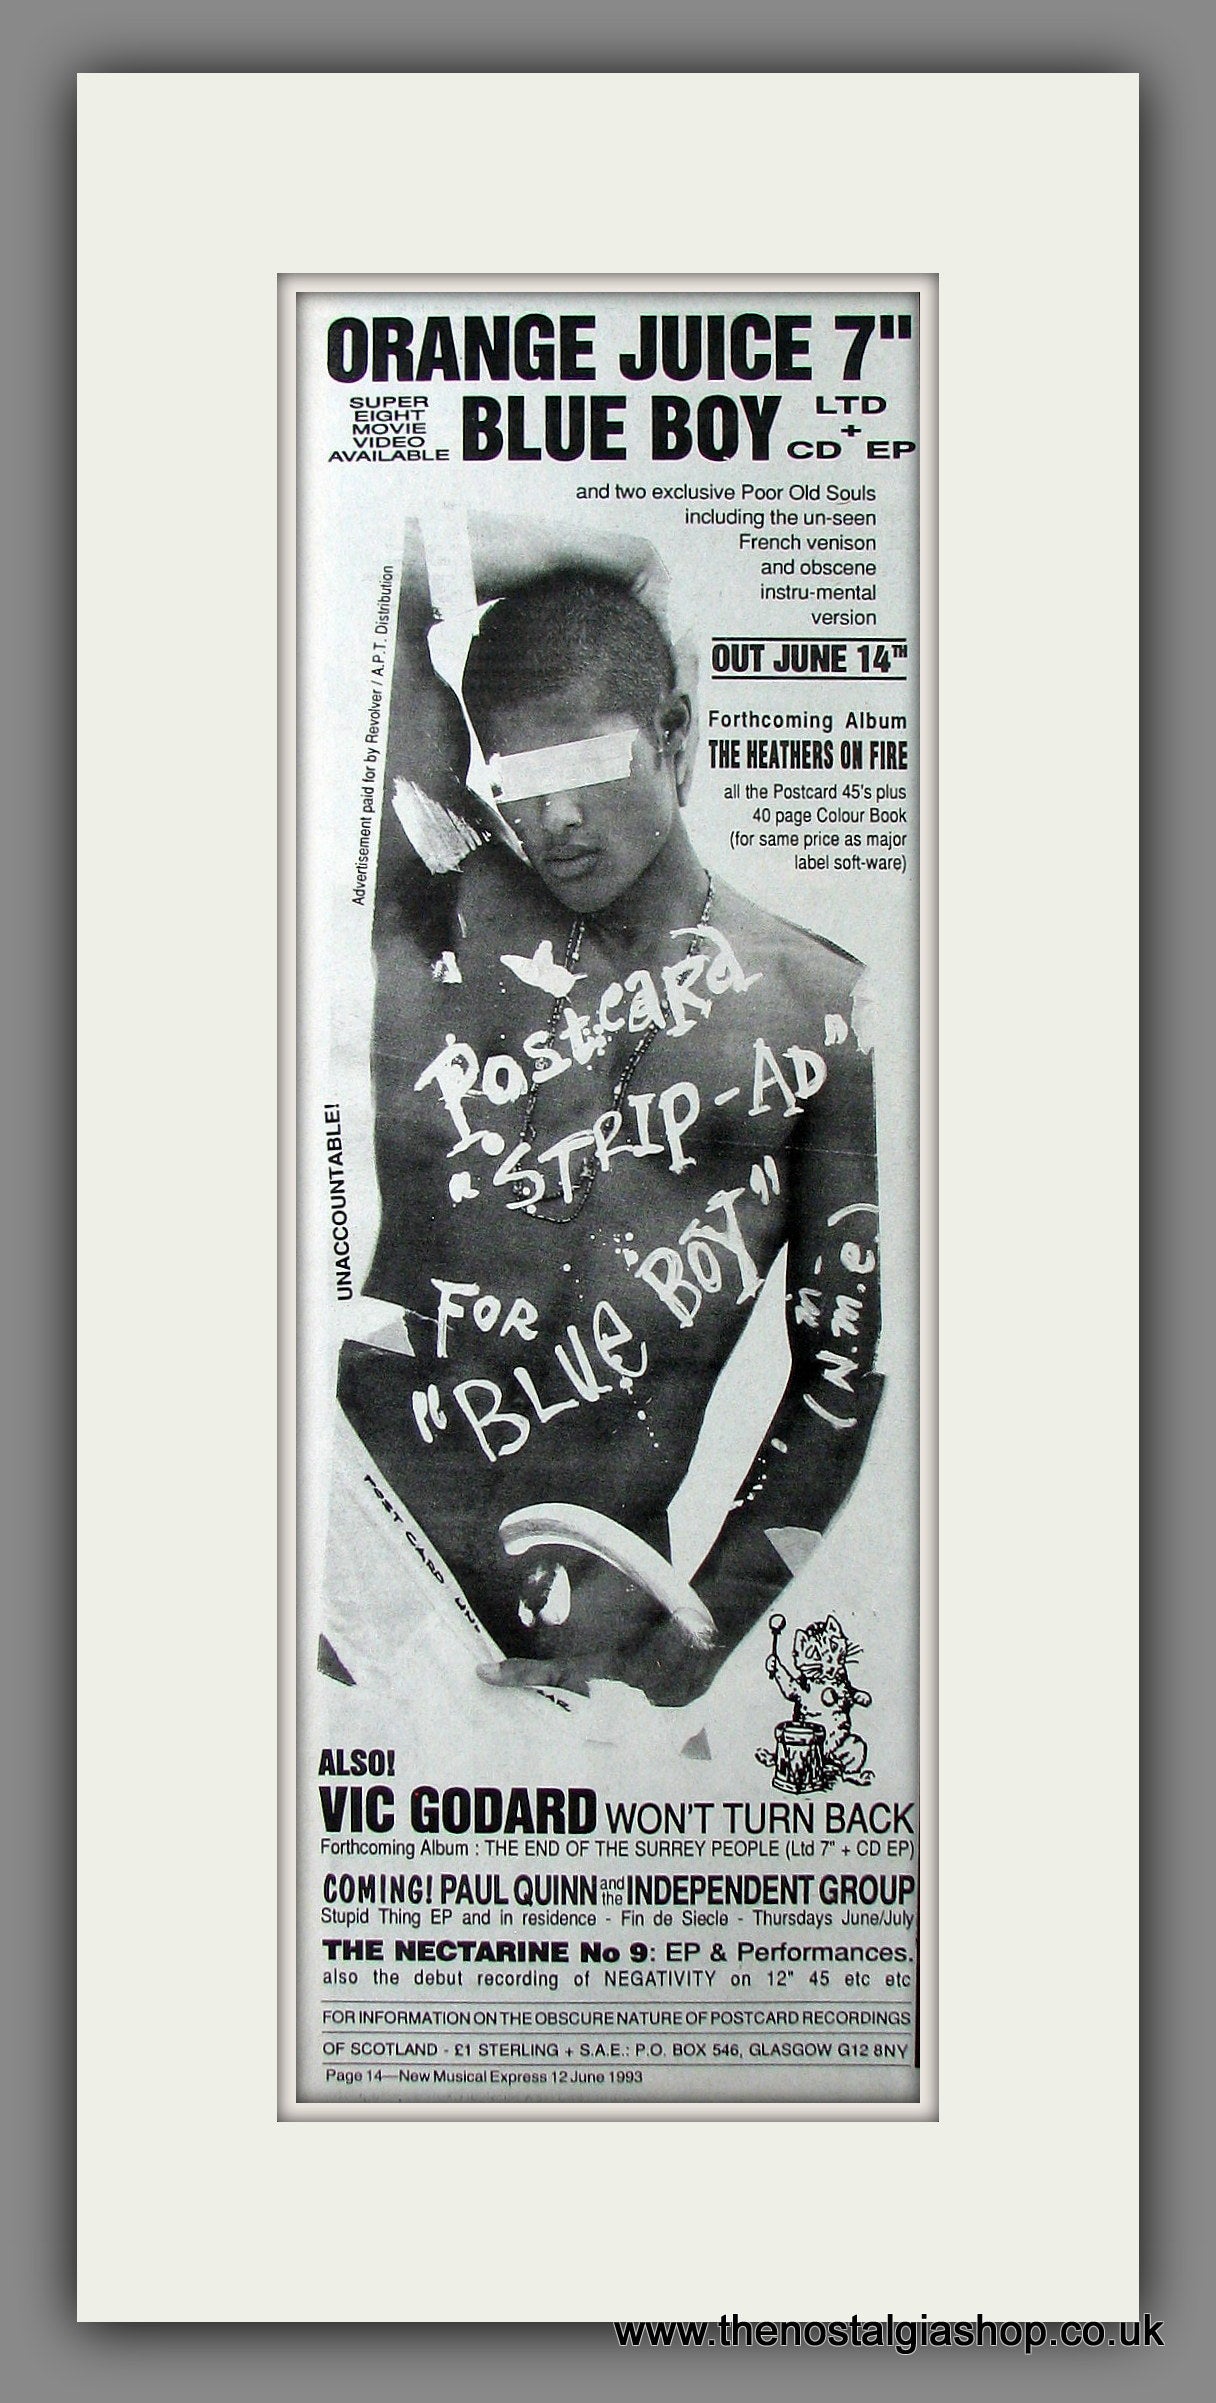 ORANGE JUICE 7"
SUPER
EIGHT
MOVIE
VIDEO
AVAILABLE
BLUE BOY
LTD
+
CD EP
and two exclusive Poor Old Souls
including the un-seen
French venison
and obscene
instru-mental
version
OUT JUNE 14TH
Forthcoming Album
THE HEATHERS ON FIRE
all the Postcard 45's plus
40 page Colour Book
(for same price as major
label soft-ware)
Advertisement paid for by Revolver / A.P.T. Distribution
UNACCOUNTABLE!
Postcard
"STRIP-AD"
FOR
"BLUE BOY"
(N.M.E)
POST CARD
ALSO!
VIC GODARD WON'T TURN BACK
Forthcoming Album : THE END OF THE SURREY PEOPLE (Ltd 7" + CD EP)
COMING! PAUL QUINN and the INDEPENDENT GROUP
Stupid Thing EP and in residence - Fin de Siecle - Thursdays June/July
THE NECTARINE No 9: EP & Performances.
also the debut recording of NEGATIVITY on 12" 45 etc etc
FOR INFORMATION ON THE OBSCURE NATURE OF POSTCARD RECORDINGS
OF SCOTLAND - £1 STERLING + S.A.E.: P.O. BOX 546, GLASGOW G12 8NY
Page 14—New Musical Express 12 June 1993
www.thenostalgiashop.co.uk